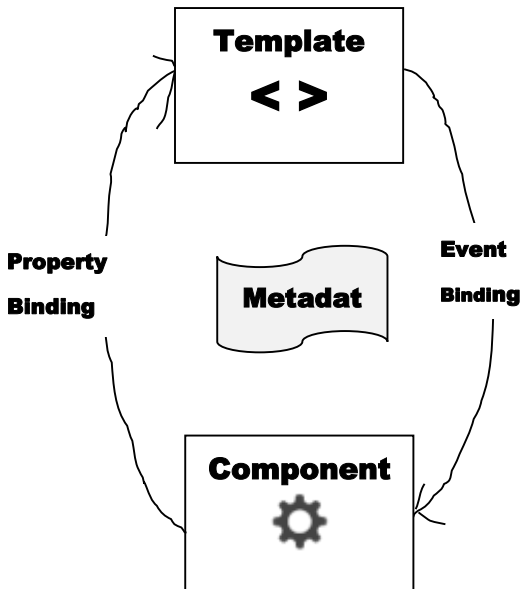 Template
< >
Property
Binding
Event
Binding
Metadat
Component